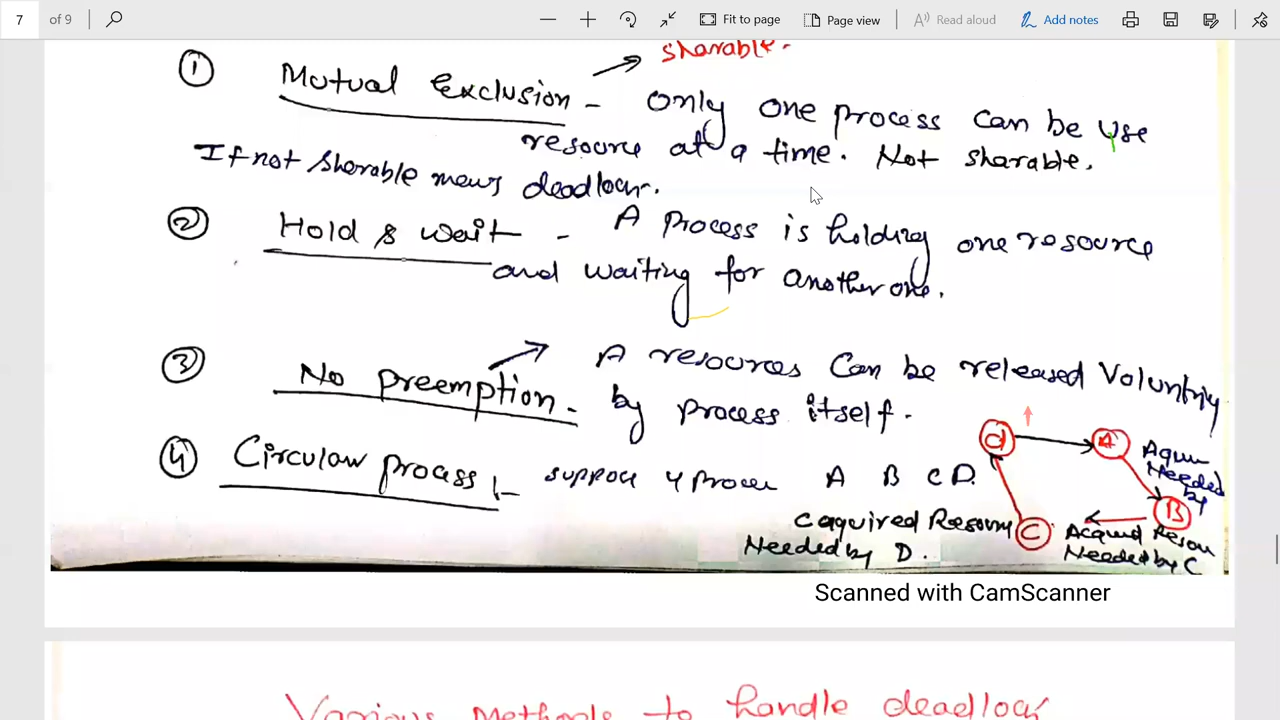 7 of 9 Fit to page Page view Read aloud Add notes
sharable.
① Mutual Exclusion - Only one process can be use
resource at a time. Not sharable.
If not sharable means deadlock.
② Hold & wait - A Process is holding one resource
and waiting for another one.
③ No preemption - A resources Can be released Voluntriy
by process itself.
④ Circular process :- suppose 4 process A B C D.
d A Aquire
Needed
by
B
C acquired Resource C Acquired Resou
Needed by D. Needed by C
Scanned with CamScanner
Various Methods to handle deadlock